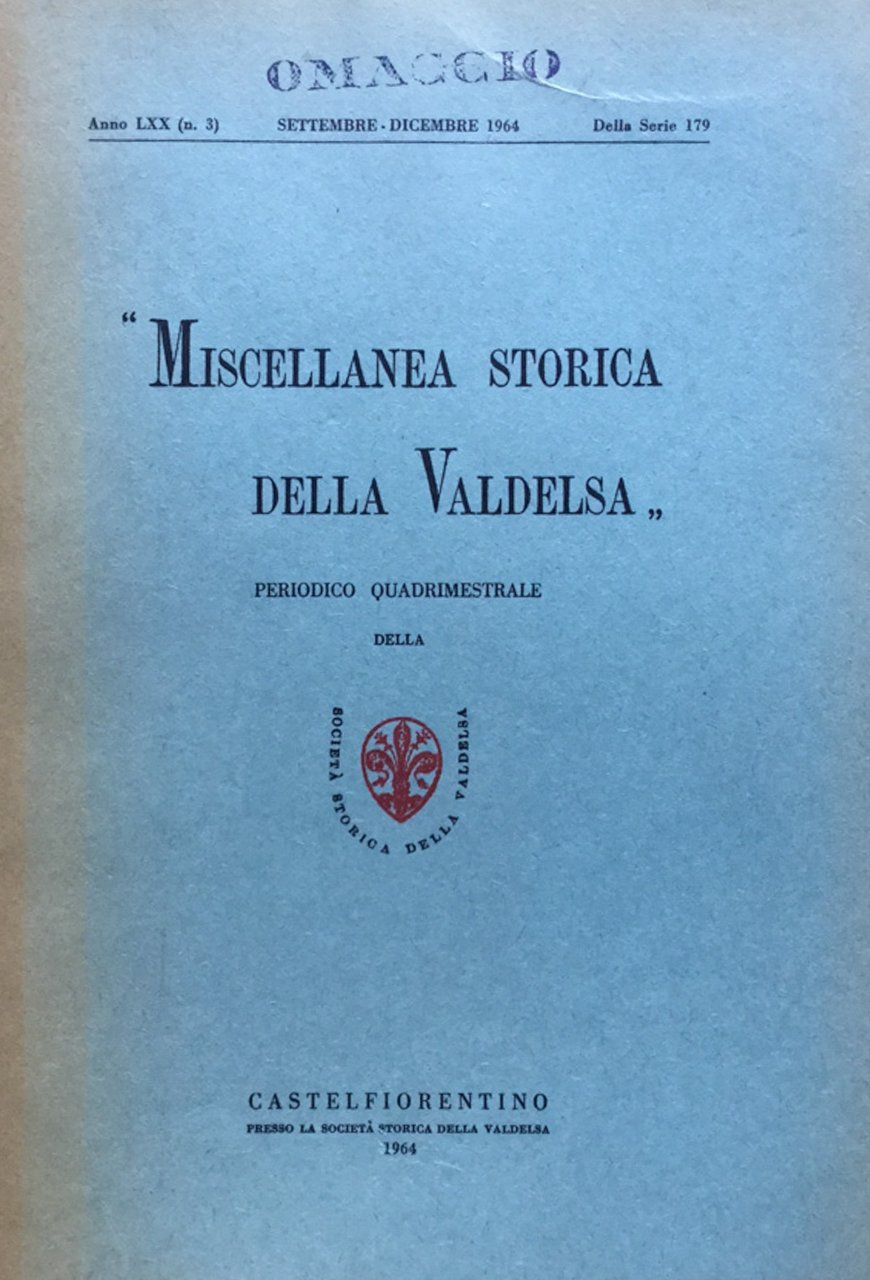 OMAGGIO
Anno LXX (n. 3) SETTEMBRE - DICEMBRE 1964 Della Serie 179
“ MISCELLANEA STORICA
DELLA VALDELSA „
PERIODICO QUADRIMESTRALE
DELLA
SOCIETÀ STORICA DELLA VALDELSA
CASTELFIORENTINO
PRESSO LA SOCIETÀ STORICA DELLA VALDELSA
1964